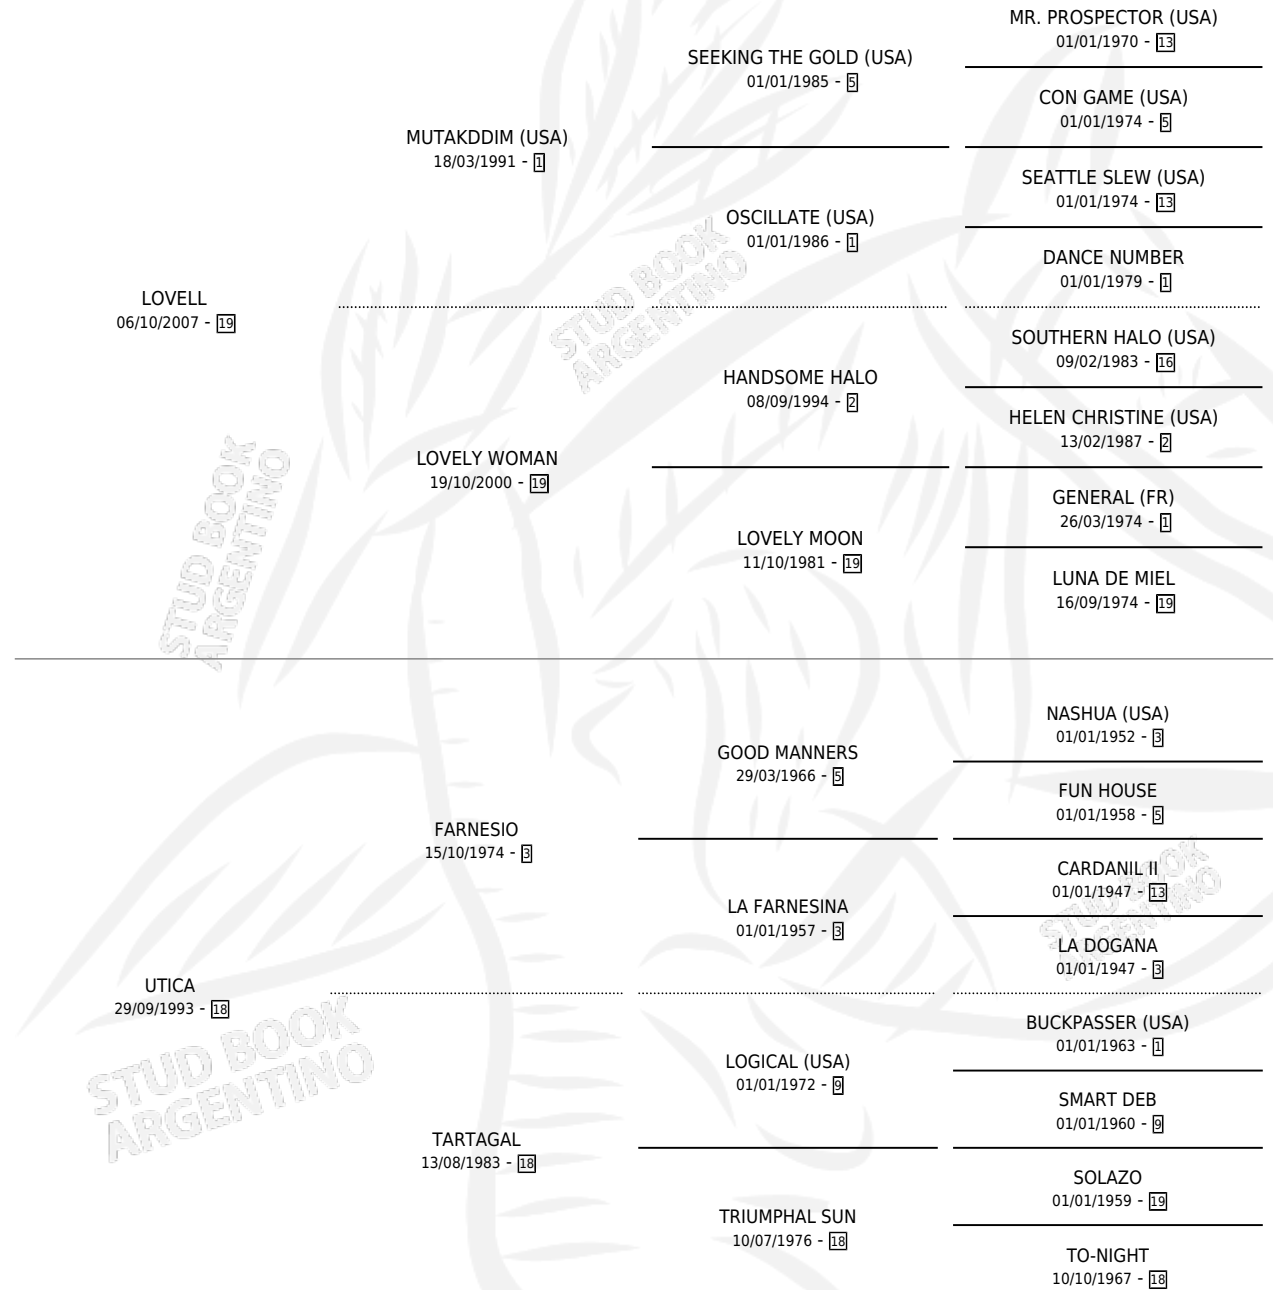 MR. PROSPECTOR (USA)
01/01/1970 - 13
SEEKING THE GOLD (USA)
01/01/1985 - 5
CON GAME (USA)
01/01/1974 - 5
MUTAKDDIM (USA)
18/03/1991 - 1
SEATTLE SLEW (USA)
01/01/1974 - 13
OSCILLATE (USA)
01/01/1986 - 1
DANCE NUMBER
01/01/1979 - 1
LOVELL
06/10/2007 - 19
STUD BOOK
ARGENTINO
SOUTHERN HALO (USA)
09/02/1983 - 16
HANDSOME HALO
08/09/1994 - 2
HELEN CHRISTINE (USA)
13/02/1987 - 2
LOVELY WOMAN
19/10/2000 - 19
GENERAL (FR)
26/03/1974 - 1
LOVELY MOON
11/10/1981 - 19
LUNA DE MIEL
16/09/1974 - 19
STUD BOOK
ARGENTINO
NASHUA (USA)
01/01/1952 - 3
GOOD MANNERS
29/03/1966 - 5
FUN HOUSE
01/01/1958 - 5
FARNESIO
15/10/1974 - 3
CARDANIL II
01/01/1947 - 13
LA FARNESINA
01/01/1957 - 3
LA DOGANA
01/01/1947 - 3
STUD BOOK
ARGENTINO
UTICA
29/09/1993 - 18
BUCKPASSER (USA)
01/01/1963 - 1
LOGICAL (USA)
01/01/1972 - 9
SMART DEB
01/01/1960 - 9
STUD BOOK
ARGENTINO
TARTAGAL
13/08/1983 - 18
SOLAZO
01/01/1959 - 19
TRIUMPHAL SUN
10/07/1976 - 18
TO-NIGHT
10/10/1967 - 18